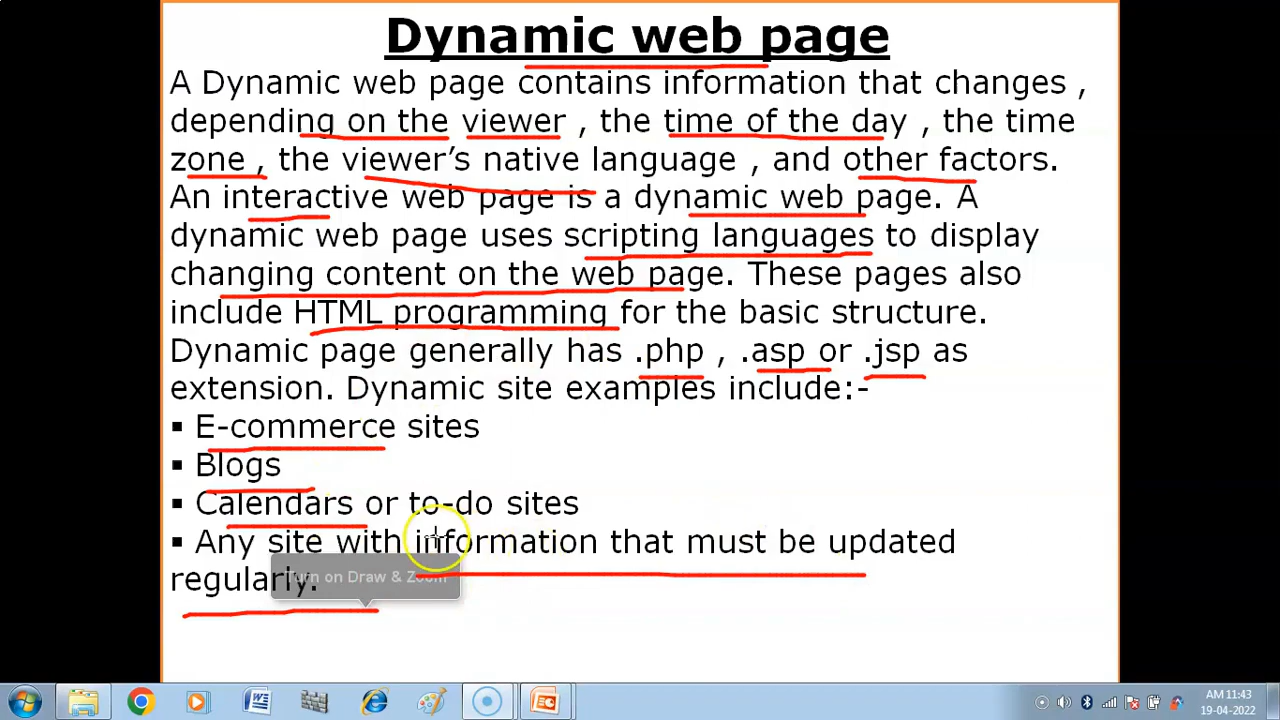 Dynamic web page
A Dynamic web page contains information that changes ,
depending on the viewer , the time of the day , the time
zone , the viewer’s native language , and other factors.
An interactive web page is a dynamic web page. A
dynamic web page uses scripting languages to display
changing content on the web page. These pages also
include HTML programming for the basic structure.
Dynamic page generally has .php , .asp or .jsp as
extension. Dynamic site examples include:-
▪ E-commerce sites
▪ Blogs
▪ Calendars or to-do sites
▪ Any site with information that must be updated
regularly.
Turn on Draw & Zoom
AM 11:43
19-04-2022